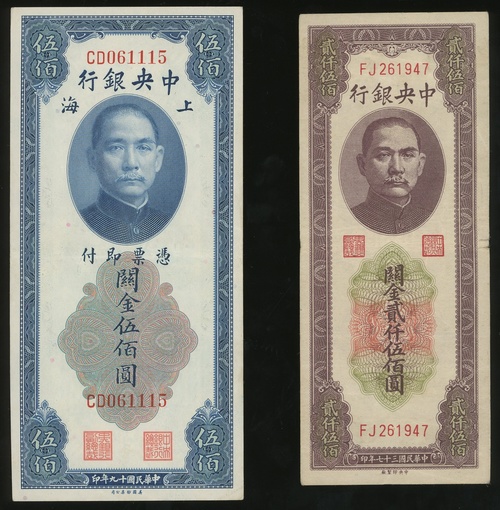 伍佰
伍佰
CD061115
中央銀行
上海
憑票即付
關金伍佰圓
CD061115
伍佰
伍佰
中華民國十九年印
貳仟伍佰
貳仟伍佰
FJ261947
中央銀行
關金貳仟伍佰圓
FJ261947
貳仟伍佰
貳仟伍佰
中華民國三十七年印